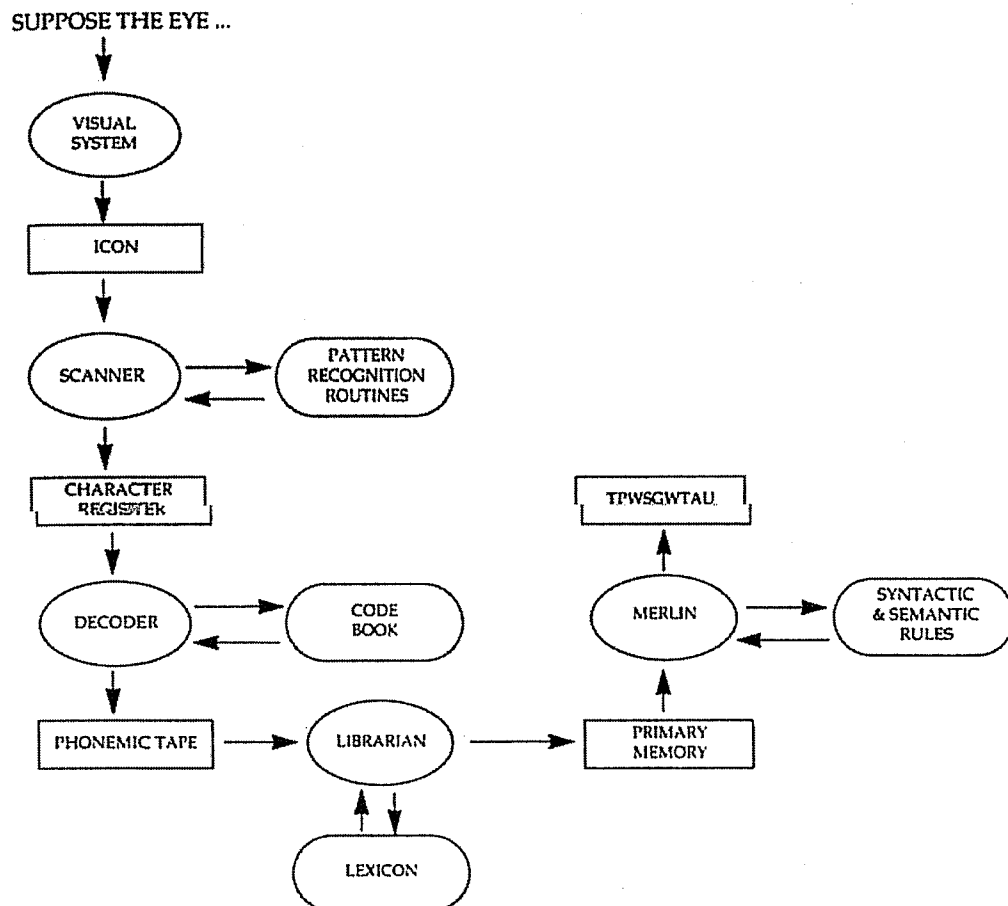 SUPPOSE THE EYE ...
VISUAL
SYSTEM
ICON
SCANNER
PATTERN
RECOGNITION
ROUTINES
CHARACTER
REGISTER
DECODER
CODE
BOOK
PHONEMIC TAPE
LIBRARIAN
LEXICON
PRIMARY
MEMORY
MERLIN
SYNTACTIC
& SEMANTIC
RULES
TPWSGWTAU